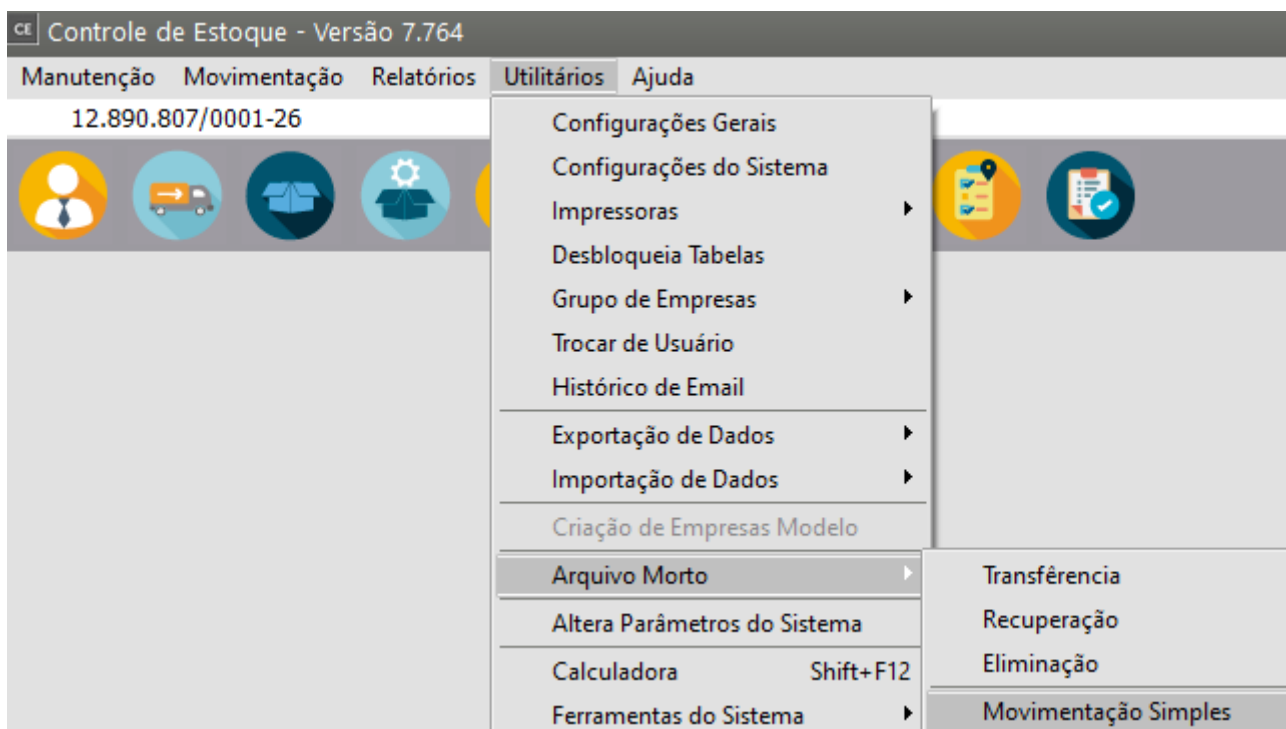 CE Controle de Estoque - Versão 7.764
Manutenção Movimentação Relatórios Utilitários Ajuda
12.890.807/0001-26
Configurações Gerais
Configurações do Sistema
Impressoras
Desbloqueia Tabelas
Grupo de Empresas
Trocar de Usuário
Histórico de Email
Exportação de Dados
Importação de Dados
Criação de Empresas Modelo
Arquivo Morto
Altera Parâmetros do Sistema
Calculadora Shift+F12
Ferramentas do Sistema
Transfêrencia
Recuperação
Eliminação
Movimentação Simples